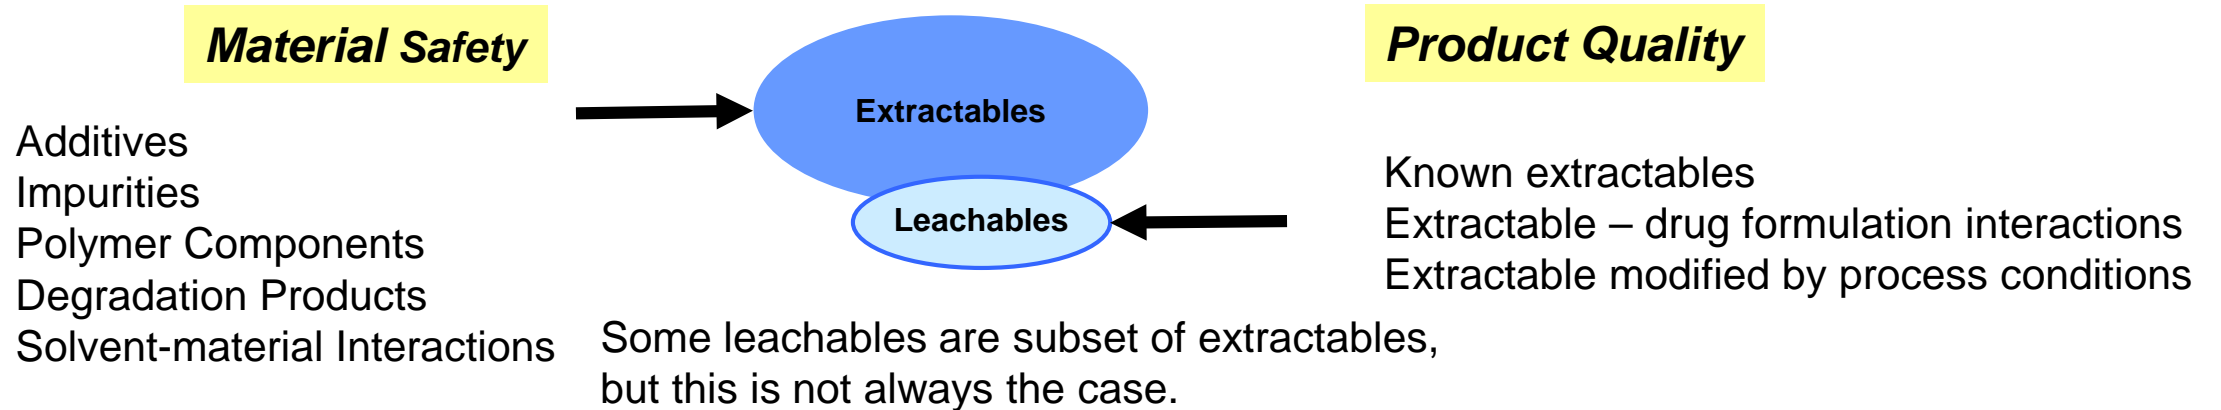 Material Safety
Additives
Impurities
Polymer Components
Degradation Products
Solvent-material Interactions
Extractables
Leachables
Some leachables are subset of extractables,
but this is not always the case.
Product Quality
Known extractables
Extractable – drug formulation interactions
Extractable modified by process conditions